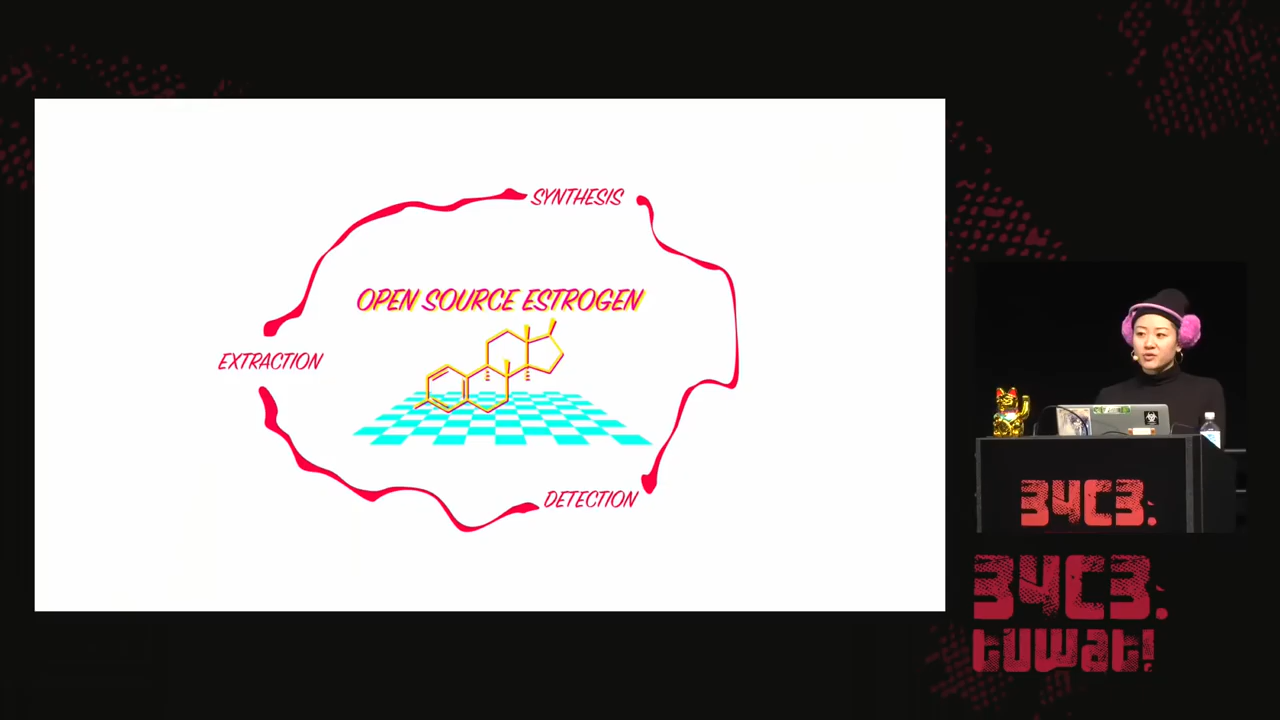 SYNTHESIS
OPEN SOURCE ESTROGEN
EXTRACTION
DETECTION
34C3.
34C3.
tuwat!